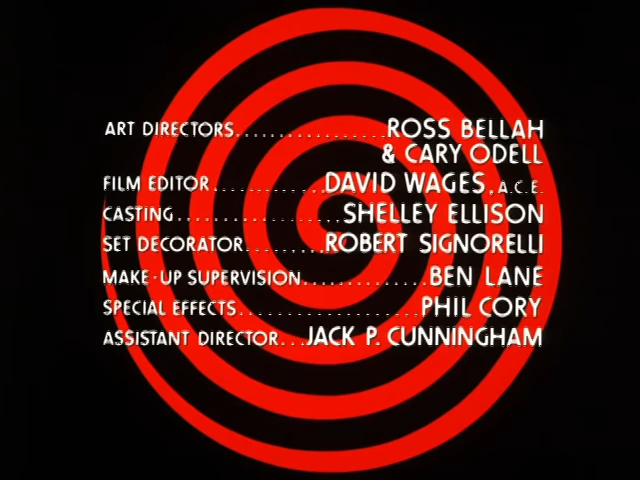 ART DIRECTORS.................ROSS BELLAH
& CARY ODELL
FILM EDITOR.............DAVID WAGES, A.C.E.
CASTING...................SHELLEY ELLISON
SET DECORATOR.........ROBERT SIGNORELLI
MAKE-UP SUPERVISION.............BEN LANE
SPECIAL EFFECTS...................PHIL CORY
ASSISTANT DIRECTOR...JACK P. CUNNINGHAM